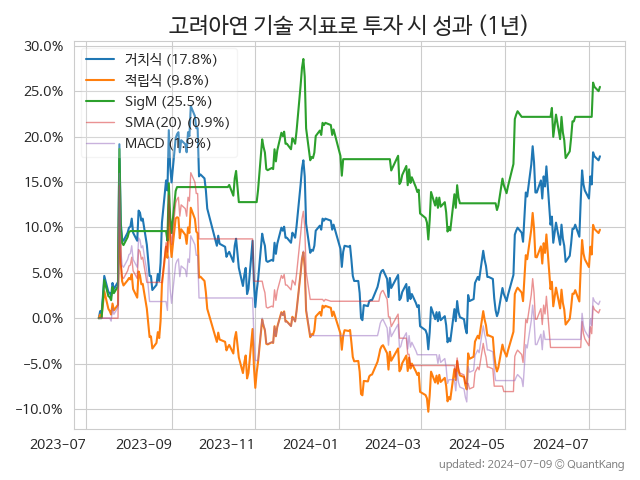 고려아연 기술 지표로 투자 시 성과 (1년)
30.0%
25.0%
20.0%
15.0%
10.0%
5.0%
0.0%
−5.0%
−10.0%
거치식 (17.8%)
적립식 (9.8%)
SigM (25.5%)
SMA(20) (0.9%)
MACD (1.9%)
2023-07
2023-09
2023-11
2024-01
2024-03
2024-05
2024-07
updated: 2024-07-09 ⓒ QuantKang